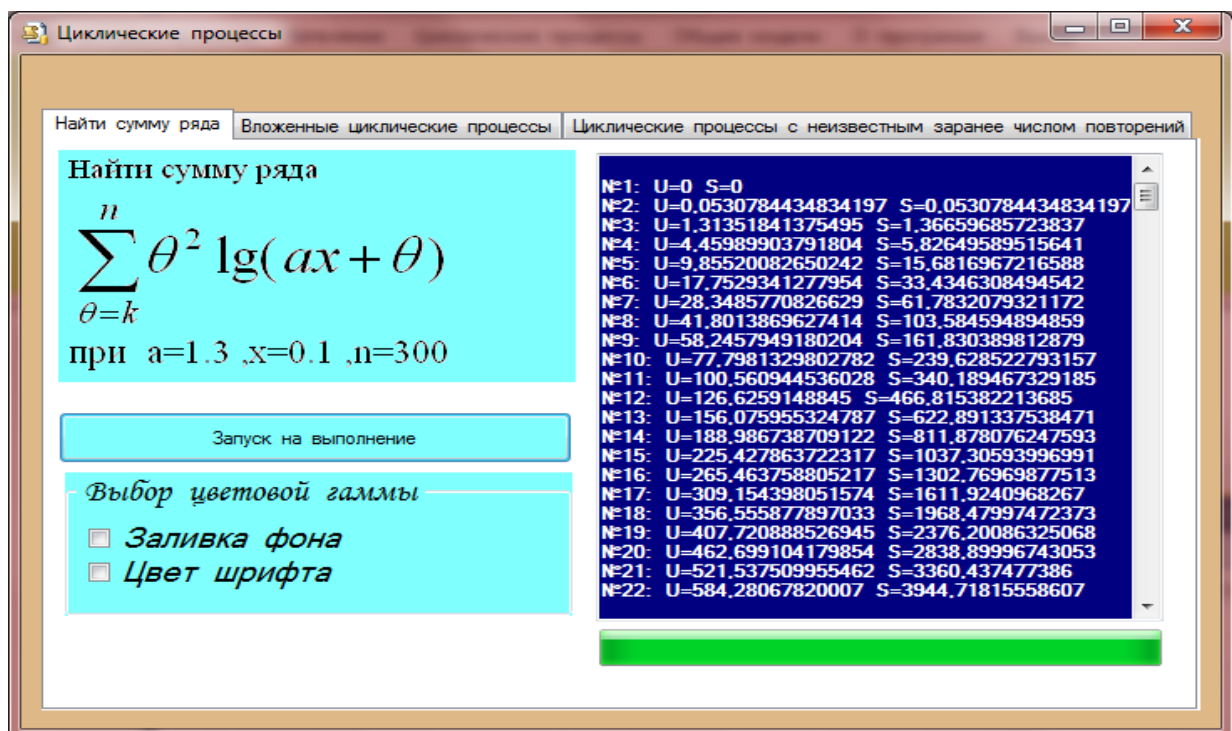 Циклические процессы
Найти сумму ряда
Вложенные циклические процессы
Циклические процессы с неизвестным заранее числом повторений
Найти сумму ряда
n
∑ θ² lg(ax + θ)
θ=k
при a=1.3 ,x=0.1 ,n=300
Запуск на выполнение
Выбор цветовой гаммы
Заливка фона
Цвет шрифта
№1: U=0 S=0
№2: U=0,0530784434834197 S=0,0530784434834197
№3: U=1,31351841375495 S=1,36659685723837
№4: U=4,45989903791804 S=5,82649589515641
№5: U=9,85520082650242 S=15,6816967216588
№6: U=17,7529341277954 S=33,4346308494542
№7: U=28,3485770826629 S=61,7832079321172
№8: U=41,8013869627414 S=103,584594894859
№9: U=58,2457949180204 S=161,830389812879
№10: U=77,7981329802782 S=239,628522793157
№11: U=100,560944536028 S=340,189467329185
№12: U=126,6259148845 S=466,815382213685
№13: U=156,075955324787 S=622,891337538471
№14: U=188,986738709122 S=811,878076247593
№15: U=225,427863722317 S=1037,30593996991
№16: U=265,463758805217 S=1302,76969877513
№17: U=309,154398051574 S=1611,9240968267
№18: U=356,555877897033 S=1968,47997472373
№19: U=407,720888526945 S=2376,20086325068
№20: U=462,699104179854 S=2838,89996743053
№21: U=521,537509955462 S=3360,437477386
№22: U=584,28067820007 S=3944,71815558607